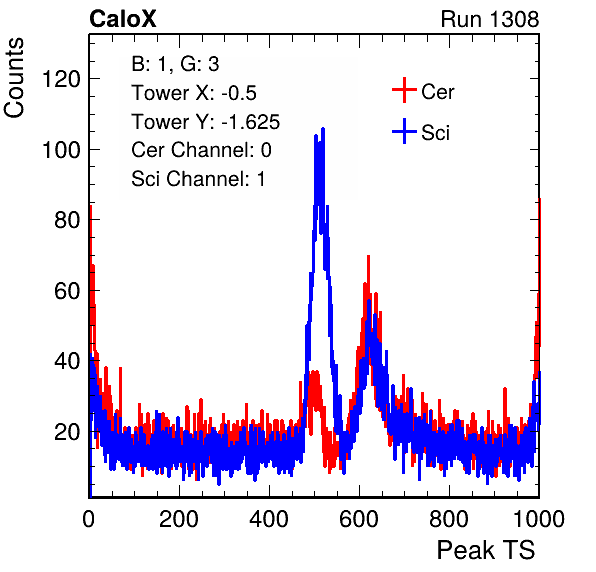 CaloX Run 1308
Counts
B: 1, G: 3
Tower X: -0.5
Tower Y: -1.625
Cer Channel: 0
Sci Channel: 1
Cer
Sci
120
100
80
60
40
20
0 200 400 600 800 1000
Peak TS